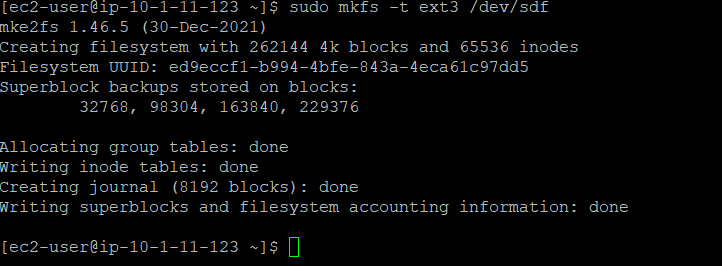 [ec2-user@ip-10-1-11-123 ~]$ sudo mkfs -t ext3 /dev/sdf
mke2fs 1.46.5 (30-Dec-2021)
Creating filesystem with 262144 4k blocks and 65536 inodes
Filesystem UUID: ed9eccf1-b994-4bfe-843a-4eca61c97dd5
Superblock backups stored on blocks:
        32768, 98304, 163840, 229376
Allocating group tables: done
Writing inode tables: done
Creating journal (8192 blocks): done
Writing superblocks and filesystem accounting information: done
[ec2-user@ip-10-1-11-123 ~]$